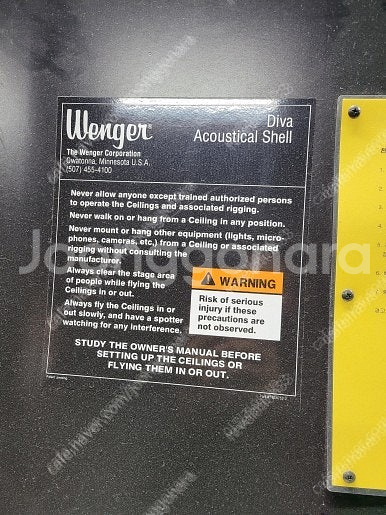 Wenger®
Diva
Acoustical Shell
The Wenger Corporation
Owatonna, Minnesota U.S.A.
(507) 455-4100
Never allow anyone except trained authorized persons
to operate the Ceilings and associated rigging.
Never walk on or hang from a Ceiling in any position.
Never mount or hang other equipment (lights, micro-
phones, cameras, etc.) from a Ceiling or associated
rigging without consulting the
manufacturer.
Always clear the stage area
of people while flying the
Ceilings in or out.
Always fly the Ceilings in or
out slowly, and have a spotter
watching for any interference.
WARNING
Risk of serious
injury if these
precautions are
not observed.
STUDY THE OWNER'S MANUAL BEFORE
SETTING UP THE CEILINGS OR
FLYING THEM IN OR OUT.
Joonggonara